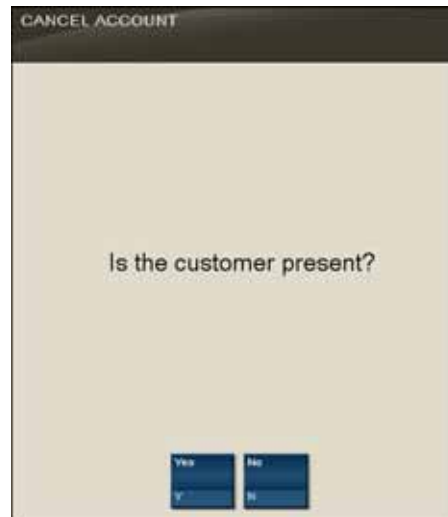 CANCEL ACCOUNT
Is the customer present?
Yes No
Y N